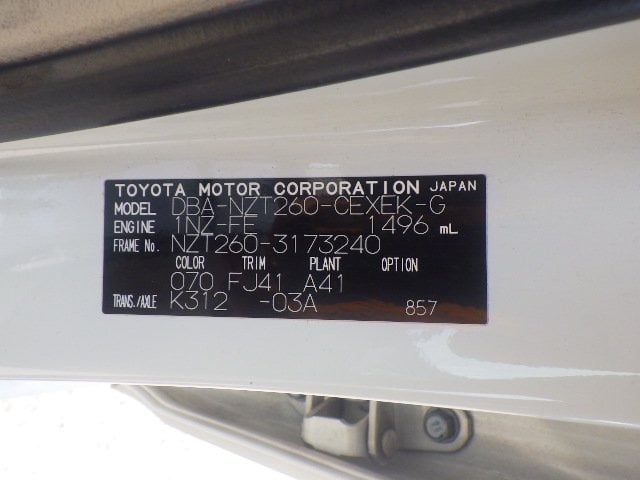 TOYOTA MOTOR CORPORATION JAPAN
MODEL DBA-NZT260-CEXEK-G
ENGINE 1NZ-FE 1496 mL
FRAME No. NZT260-3173240
COLOR TRIM PLANT OPTION
070 FJ41 A41
TRANS./AXLE K312 -03A 857